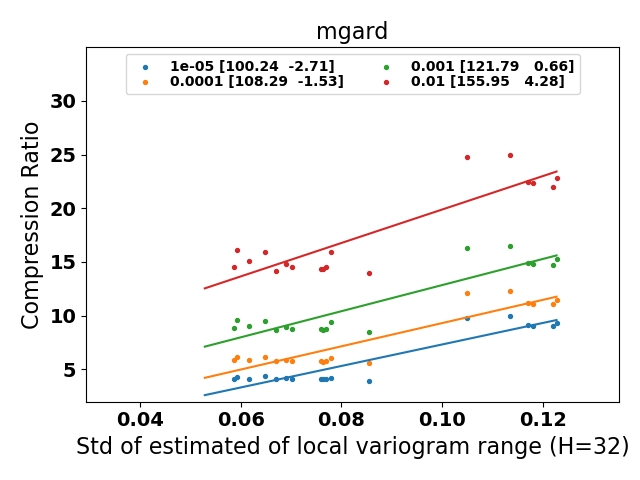 mgard
1e-05 [100.24  -2.71]
0.0001 [108.29  -1.53]
0.001 [121.79   0.66]
0.01 [155.95   4.28]
Compression Ratio
30
25
20
15
10
5
0.04 0.06 0.08 0.10 0.12
Std of estimated of local variogram range (H=32)